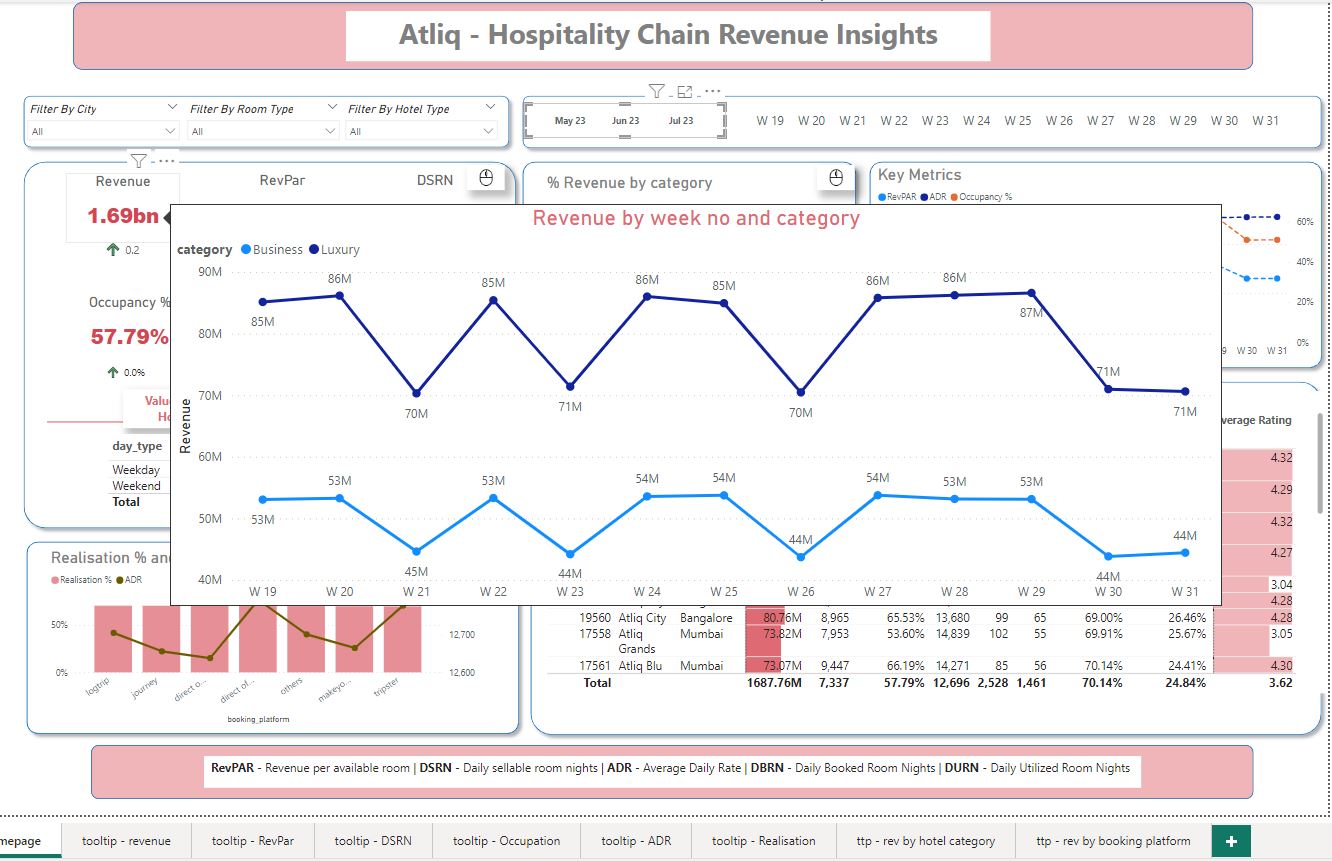 Atliq - Hospitality Chain Revenue Insights
Filter By City
All
Filter By Room Type
All
Filter By Hotel Type
All
May 23 Jun 23 Jul 23
W 19 W 20 W 21 W 22 W 23 W 24 W 25 W 26 W 27 W 28 W 29 W 30 W 31
Revenue
1.69bn
0.2
RevPar
DSRN
Occupancy %
57.79%
0.0%
day_type
Weekday
Weekend
Total
% Revenue by category
Key Metrics
RevPAR ADR Occupancy %
60%
40%
20%
0%
W 30 W 31
Revenue by week no and category
category Business Luxury
Revenue
90M
80M
70M
60M
50M
40M
85M 86M 70M 85M 71M 86M 85M 70M 86M 86M 87M 71M 71M
53M 53M 45M 53M 44M 54M 54M 44M 54M 53M 53M 44M 44M
W 19 W 20 W 21 W 22 W 23 W 24 W 25 W 26 W 27 W 28 W 29 W 30 W 31
Realisation %
Realisation % ADR
50%
0%
12,700
12,600
logtrip journey direct o... direct of... others makeyo... tripster
booking_platform
Average Rating
4.32
4.29
4.32
4.27
3.04
4.28
19560 Atliq City Bangalore 80.76M 8,965 65.53% 13,680 99 65 69.00% 26.46% 4.28
17558 Atliq Mumbai 73.82M 7,953 53.60% 14,839 102 55 69.91% 25.67% 3.05
Grands
17561 Atliq Blu Mumbai 73.07M 9,447 66.19% 14,271 85 56 70.14% 24.41% 4.30
Total 1687.76M 7,337 57.79% 12,696 2,528 1,461 70.14% 24.84% 3.62
RevPAR - Revenue per available room | DSRN - Daily sellable room nights | ADR - Average Daily Rate | DBRN - Daily Booked Room Nights | DURN - Daily Utilized Room Nights
mepage
tooltip - revenue
tooltip - RevPar
tooltip - DSRN
tooltip - Occupation
tooltip - ADR
tooltip - Realisation
ttp - rev by hotel category
ttp - rev by booking platform
+